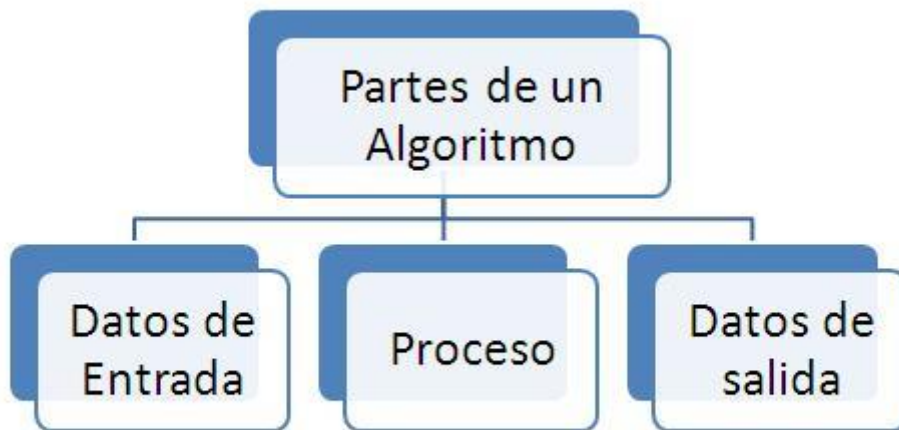 Partes de un
Algoritmo
Datos de
Entrada
Proceso
Datos de
salida